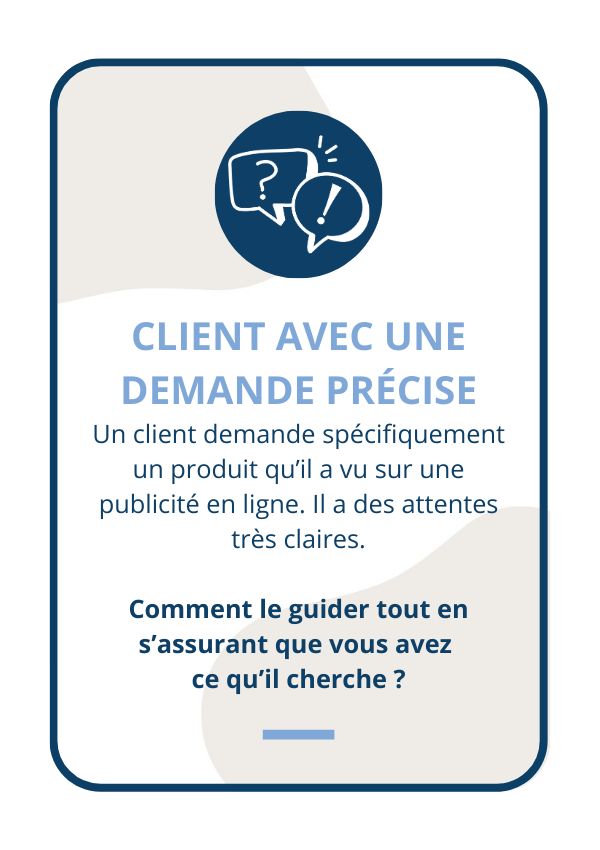 CLIENT AVEC UNE
DEMANDE PRÉCISE
Un client demande spécifiquement
un produit qu’il a vu sur une
publicité en ligne. Il a des attentes
très claires.
Comment le guider tout en
s’assurant que vous avez
ce qu’il cherche ?